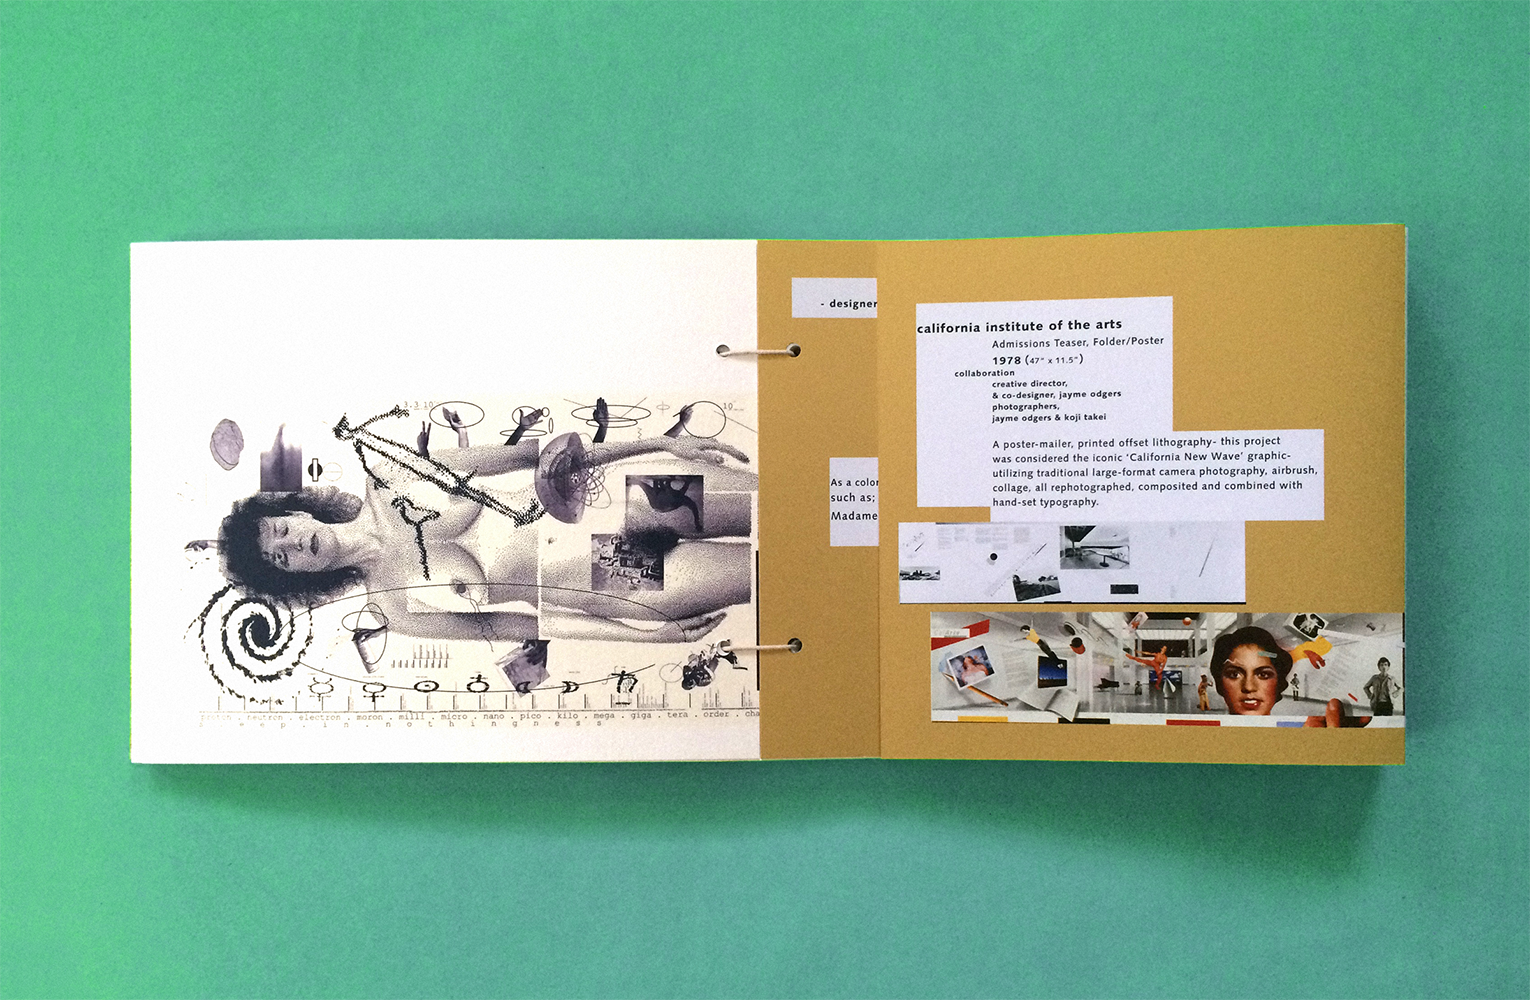 3·3 10
10
proton . neutron . electron . moron . milli . micro . nano . pico . kilo . mega . giga . tera . order . cha
d e e p . i n . n o t h i n g n e s s
- designer
As a color
such as;
Madame
california institute of the arts
Admissions Teaser, Folder/Poster
1978 (47" x 11.5")
collaboration
creative director,
& co-designer, jayme odgers
photographers,
jayme odgers & koji takei
A poster-mailer, printed offset lithography- this project
was considered the iconic ‘California New Wave’ graphic-
utilizing traditional large-format camera photography, airbrush,
collage, all rephotographed, composited and combined with
hand-set typography.